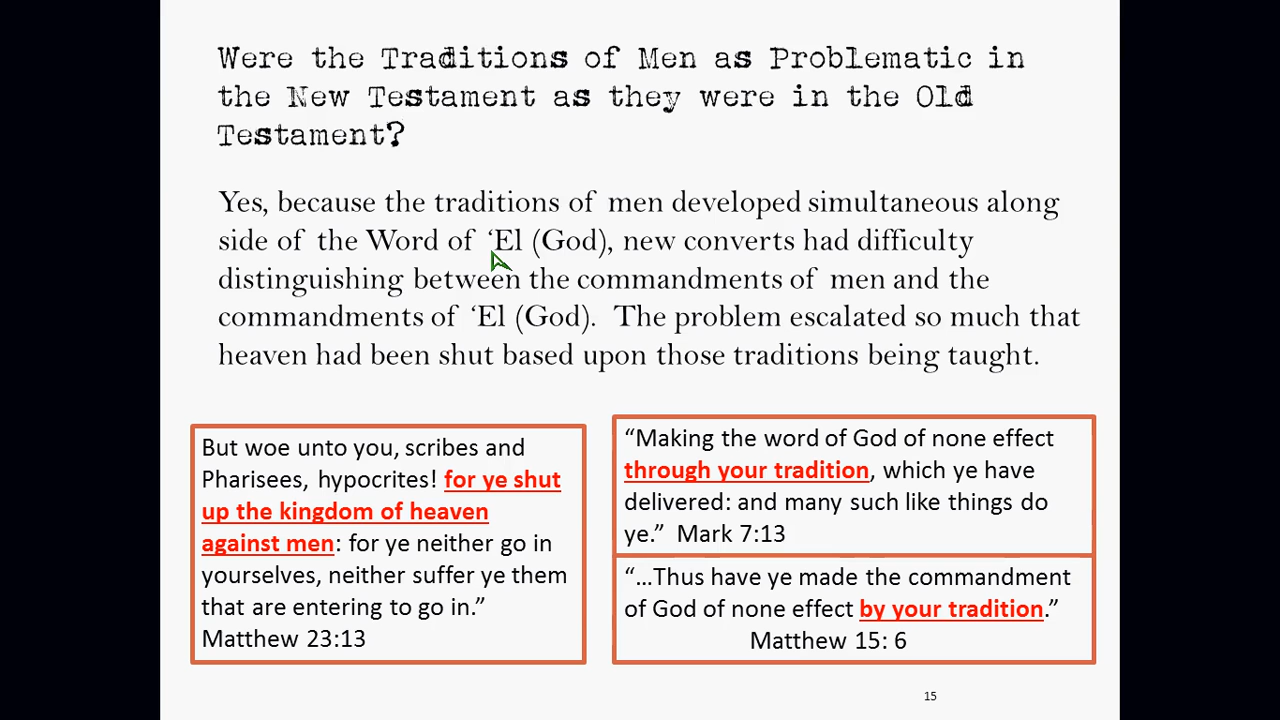 Were the Traditions of Men as Problematic in
the New Testament as they were in the Old
Testament?
Yes, because the traditions of men developed simultaneous along
side of the Word of ‘El (God), new converts had difficulty
distinguishing between the commandments of men and the
commandments of ‘El (God). The problem escalated so much that
heaven had been shut based upon those traditions being taught.
But woe unto you, scribes and
Pharisees, hypocrites! for ye shut
up the kingdom of heaven
against men: for ye neither go in
yourselves, neither suffer ye them
that are entering to go in.”
Matthew 23:13
“Making the word of God of none effect
through your tradition, which ye have
delivered: and many such like things do
ye.” Mark 7:13
“…Thus have ye made the commandment
of God of none effect by your tradition.”
Matthew 15: 6
15